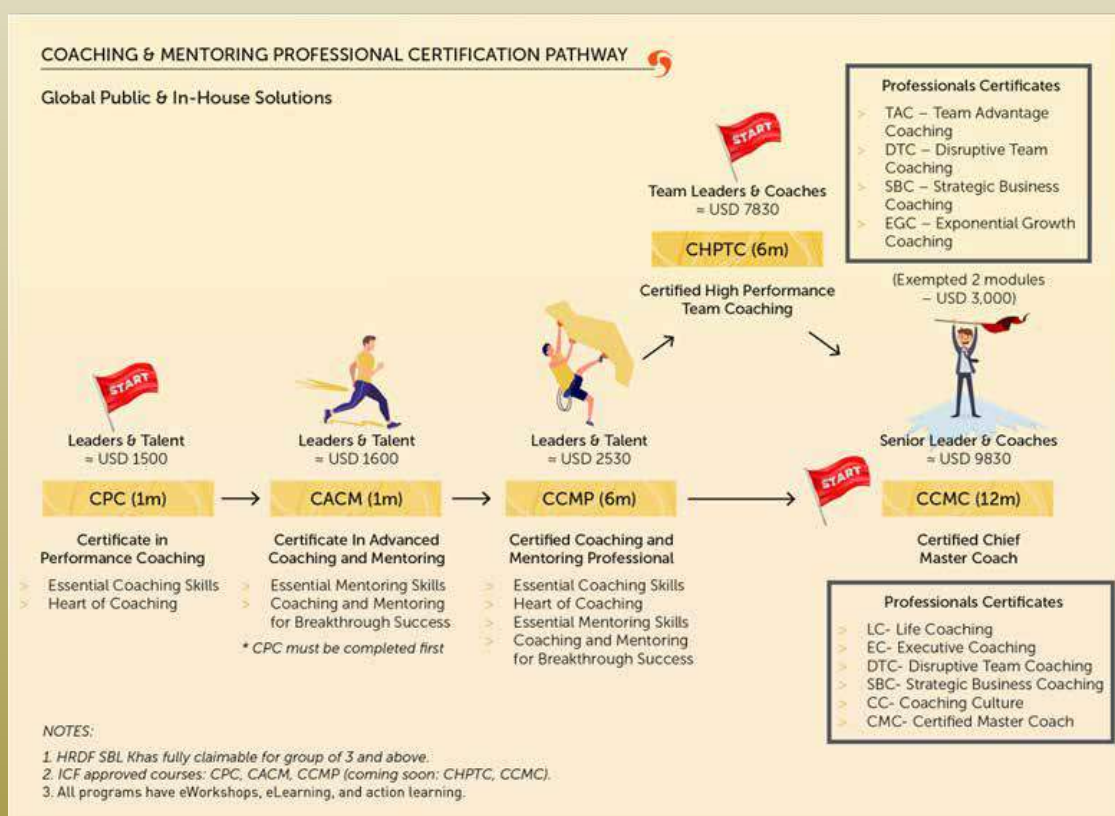 COACHING & MENTORING PROFESSIONAL CERTIFICATION PATHWAY
Global Public & In-House Solutions
START
Team Leaders & Coaches
≈ USD 7830
CHPTC (6m)
Certified High Performance
Team Coaching
Professionals Certificates
> TAC – Team Advantage
Coaching
> DTC – Disruptive Team
Coaching
> SBC – Strategic Business
Coaching
> EGC – Exponential Growth
Coaching
(Exempted 2 modules
– USD 3,000)
START
Leaders & Talent
≈ USD 1500
CPC (1m)
Certificate in
Performance Coaching
> Essential Coaching Skills
> Heart of Coaching
Leaders & Talent
≈ USD 1600
CACM (1m)
Certificate In Advanced
Coaching and Mentoring
> Essential Mentoring Skills
> Coaching and Mentoring
for Breakthrough Success
* CPC must be completed first
Leaders & Talent
≈ USD 2530
CCMP (6m)
Certified Coaching and
Mentoring Professional
> Essential Coaching Skills
> Heart of Coaching
> Essential Mentoring Skills
> Coaching and Mentoring
for Breakthrough Success
START
Senior Leader & Coaches
≈ USD 9830
CCMC (12m)
Certified Chief
Master Coach
Professionals Certificates
> LC- Life Coaching
> EC- Executive Coaching
> DTC- Disruptive Team Coaching
> SBC- Strategic Business Coaching
> CC- Coaching Culture
> CMC- Certified Master Coach
NOTES:
1. HRDF SBL Khas fully claimable for group of 3 and above.
2. ICF approved courses: CPC, CACM, CCMP (coming soon: CHPTC, CCMC).
3. All programs have eWorkshops, eLearning, and action learning.